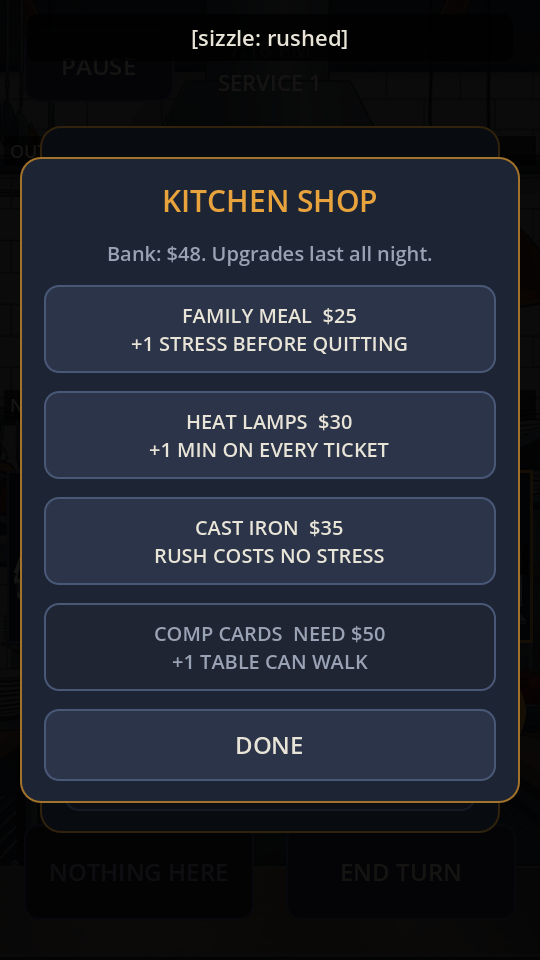 [sizzle: rushed]
PAUSE
SERVICE 1
OUT
KITCHEN SHOP
Bank: $48. Upgrades last all night.
FAMILY MEAL $25
+1 STRESS BEFORE QUITTING
HEAT LAMPS $30
+1 MIN ON EVERY TICKET
CAST IRON $35
RUSH COSTS NO STRESS
COMP CARDS NEED $50
+1 TABLE CAN WALK
DONE
NOTHING HERE
END TURN